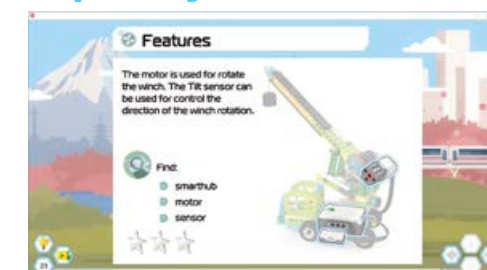 Features
The motor is used for rotate
the winch. The Tilt sensor can
be used for control the
direction of the winch rotation.
Find:
smarthub
motor
sensor
23